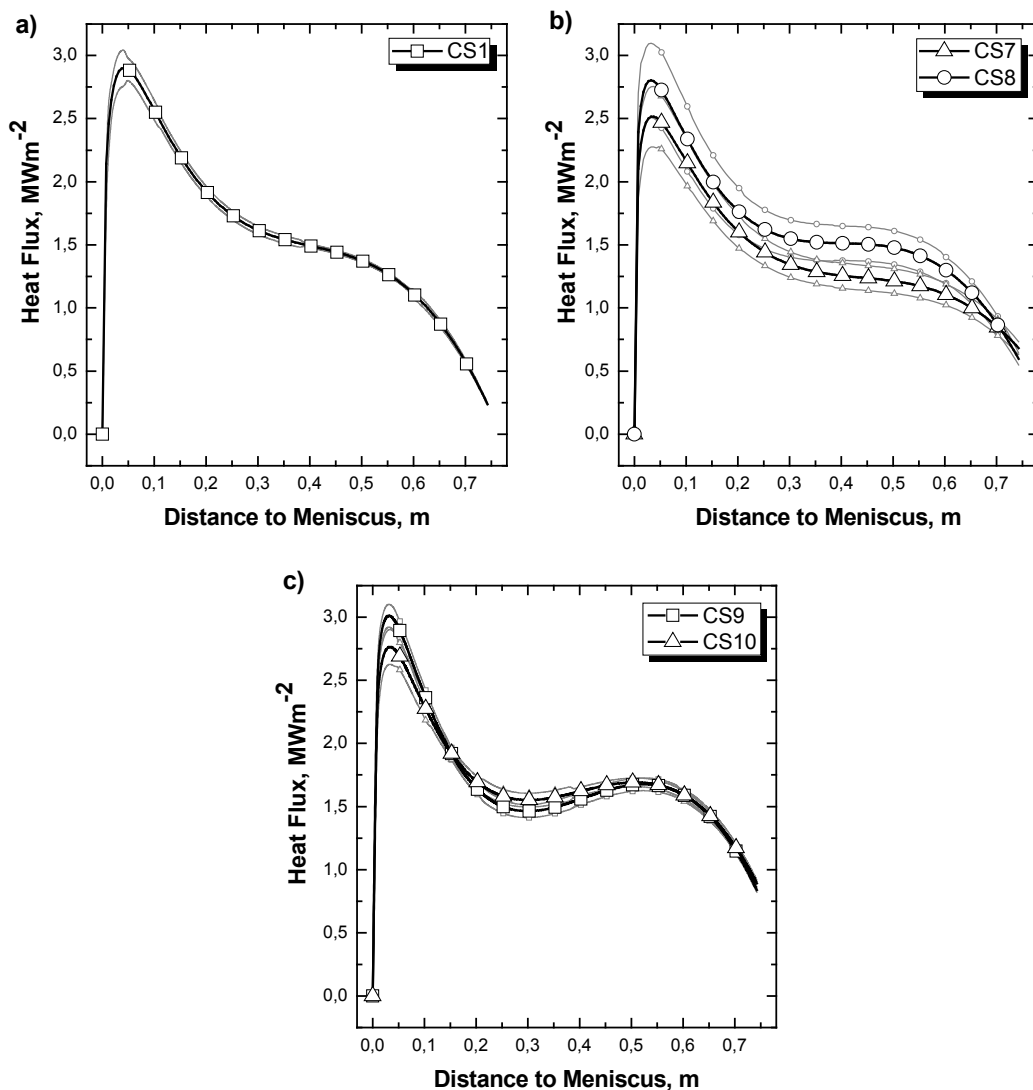 a)
CS1
3,0
2,5
2,0
1,5
1,0
0,5
0,0
Heat Flux, MWm-2
0,0 0,1 0,2 0,3 0,4 0,5 0,6 0,7
Distance to Meniscus, m
b)
CS7
CS8
3,0
2,5
2,0
1,5
1,0
0,5
0,0
Heat Flux, MWm-2
0,0 0,1 0,2 0,3 0,4 0,5 0,6 0,7
Distance to Meniscus, m
c)
CS9
CS10
3,0
2,5
2,0
1,5
1,0
0,5
0,0
Heat Flux, MWm-2
0,0 0,1 0,2 0,3 0,4 0,5 0,6 0,7
Distance to Meniscus, m